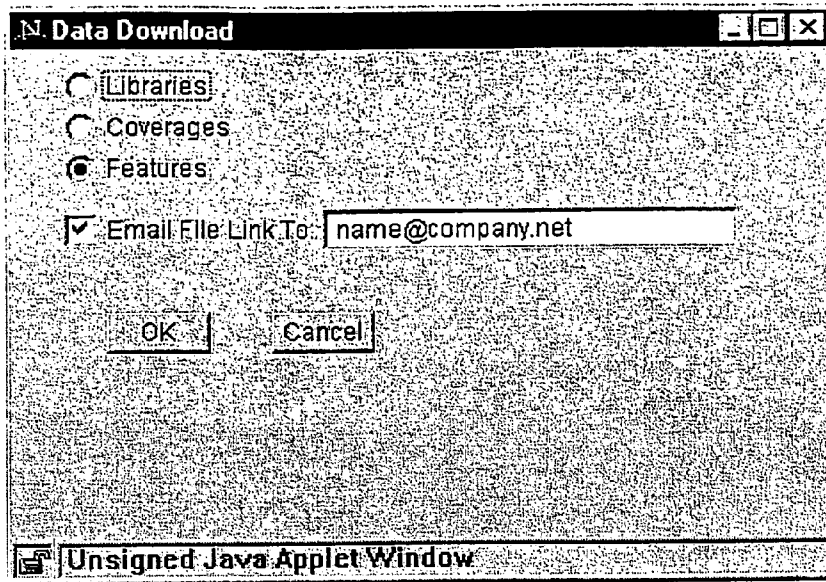 Data Download
Libraries
Coverages
Features
Email File Link To: name@company.net
OK Cancel
Unsigned Java Applet Window